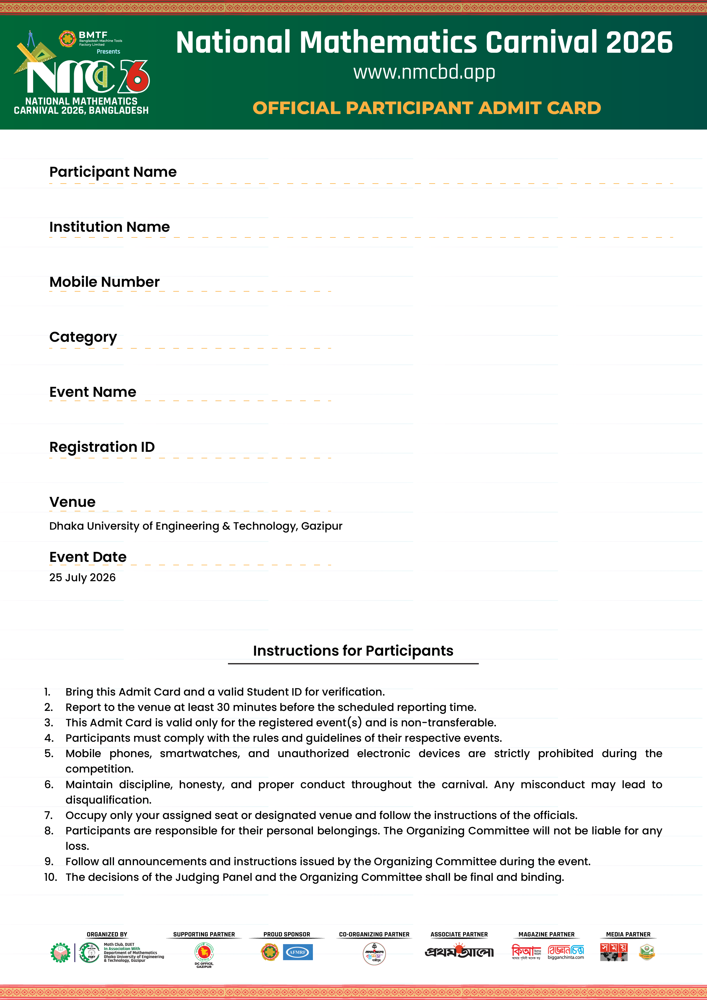 BMTF
Bangladesh Machine Tools
Factory Limited
Presents
NMC 26
NATIONAL MATHEMATICS
CARNIVAL 2026, BANGLADESH
National Mathematics Carnival 2026
www.nmcbd.app
OFFICIAL PARTICIPANT ADMIT CARD
Participant Name
Institution Name
Mobile Number
Category
Event Name
Registration ID
Venue
Dhaka University of Engineering & Technology, Gazipur
Event Date
25 July 2026
Instructions for Participants
1. Bring this Admit Card and a valid Student ID for verification.
2. Report to the venue at least 30 minutes before the scheduled reporting time.
3. This Admit Card is valid only for the registered event(s) and is non-transferable.
4. Participants must comply with the rules and guidelines of their respective events.
5. Mobile phones, smartwatches, and unauthorized electronic devices are strictly prohibited during the
competition.
6. Maintain discipline, honesty, and proper conduct throughout the carnival. Any misconduct may lead to
disqualification.
7. Occupy only your assigned seat or designated venue and follow the instructions of the officials.
8. Participants are responsible for their personal belongings. The Organizing Committee will not be liable for any
loss.
9. Follow all announcements and instructions issued by the Organizing Committee during the event.
10. The decisions of the Judging Panel and the Organizing Committee shall be final and binding.
ORGANIZED BY
DUET
Math Club, DUET
In Association With
Department of Mathematics
Dhaka University of Engineering
& Technology, Gazipur
SUPPORTING PARTNER
DC OFFICE,
GAZIPUR
PROUD SPONSOR
AFMRF
CO-ORGANIZING PARTNER
প্রথম আলো
বন্ধুসভা
গাজীপুর
ASSOCIATE PARTNER
প্রথম আলো
MAGAZINE PARTNER
কিআ
কিশোর
আলো
আমার পৃথিবী অনেক বড়
বিজ্ঞানচিন্তা
bigganchinta.com
MEDIA PARTNER
সময়